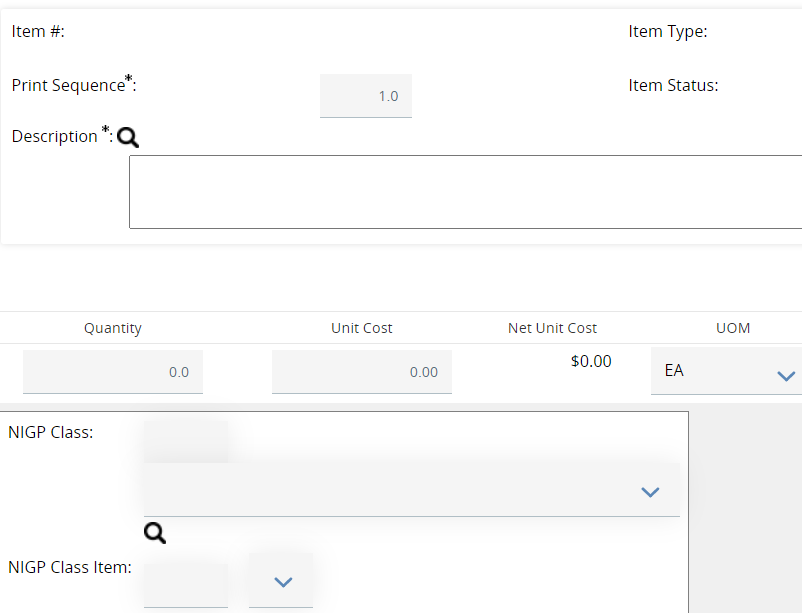 Item #:
Item Type:
Print Sequence*:
1.0
Item Status:
Description *:
Quantity
Unit Cost
Net Unit Cost
UOM
0.0
0.00
$0.00
EA
NIGP Class:
NIGP Class Item: